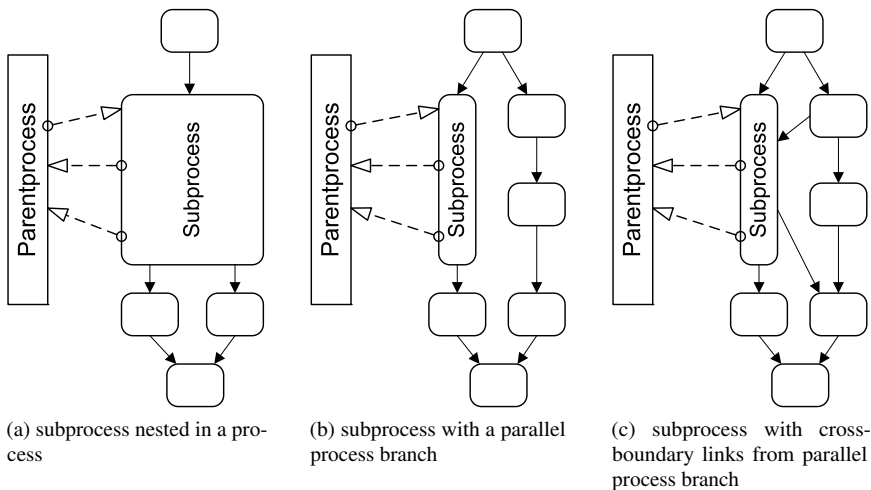 Parentprocess
Subprocess
Parentprocess
Subprocess
Parentprocess
Subprocess
(a) subprocess nested in a pro-
cess
(b) subprocess with a parallel
process branch
(c) subprocess with cross-
boundary links from parallel
process branch